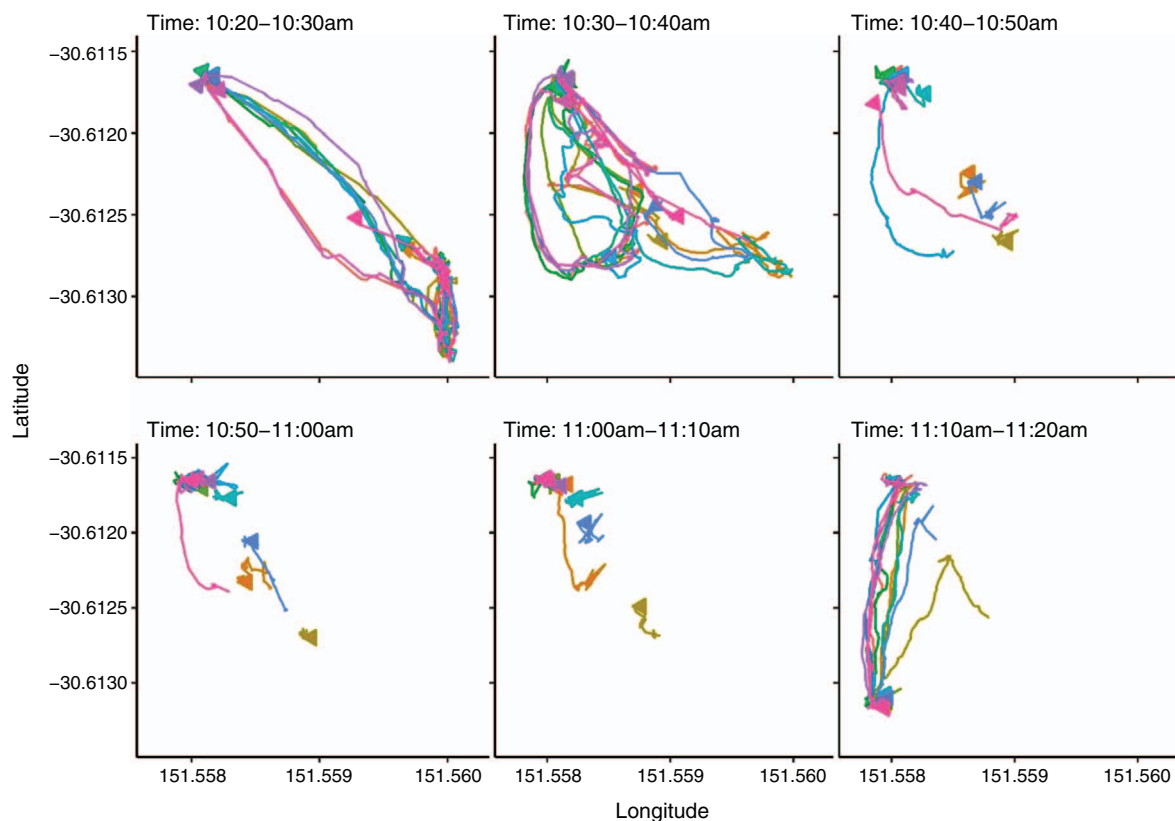 Time: 10:20−10:30am
Time: 10:30−10:40am
Time: 10:40−10:50am
−30.6115
−30.6120
−30.6125
−30.6130
Latitude
Time: 10:50−11:00am
Time: 11:00am−11:10am
Time: 11:10am−11:20am
−30.6115
−30.6120
−30.6125
−30.6130
151.558
151.559
151.560
151.558
151.559
151.560
151.558
151.559
151.560
Longitude